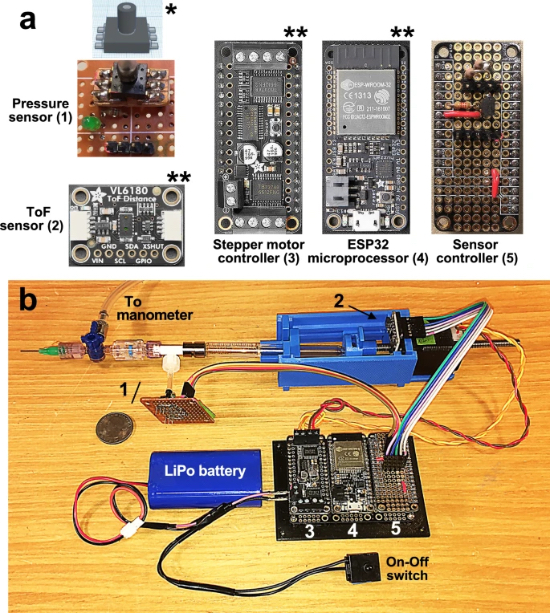 a
*
Pressure
sensor (1)
**
VL6180
ToF Distance
ToF
sensor (2)
GND SDA XSHUT
VIN SCL GPIO
**
Stepper motor
controller (3)
**
ESP-WROOM-32
CE1313
ESP32
microprocessor (4)
Sensor
controller (5)
b
To
manometer
2
1
LiPo battery
3
4
5
On-Off
switch